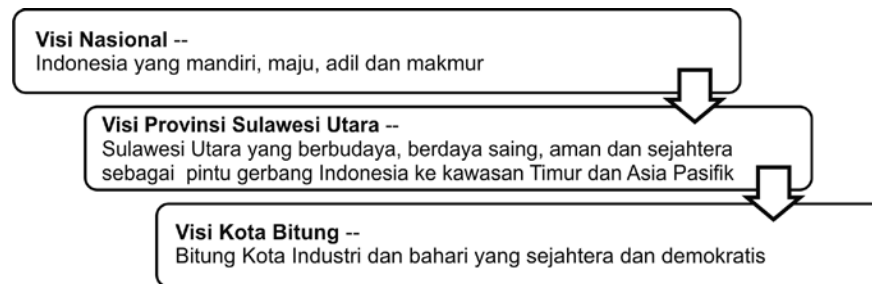 Visi Nasional --
Indonesia yang mandiri, maju, adil dan makmur
Visi Provinsi Sulawesi Utara --
Sulawesi Utara yang berbudaya, berdaya saing, aman dan sejahtera
sebagai pintu gerbang Indonesia ke kawasan Timur dan Asia Pasifik
Visi Kota Bitung --
Bitung Kota Industri dan bahari yang sejahtera dan demokratis